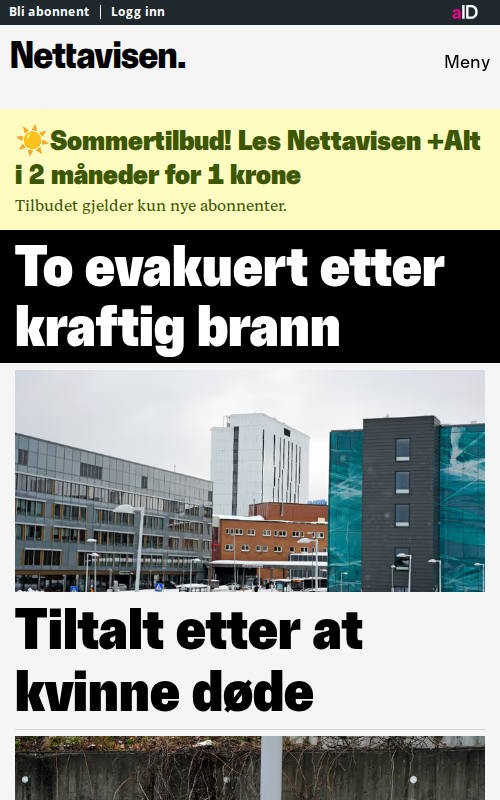 Bli abonnent
Logg inn
aID
Nettavisen.
Meny
☀️Sommertilbud! Les Nettavisen +Alt
i 2 måneder for 1 krone
Tilbudet gjelder kun nye abonnenter.
To evakuert etter
kraftig brann
Tiltalt etter at
kvinne døde